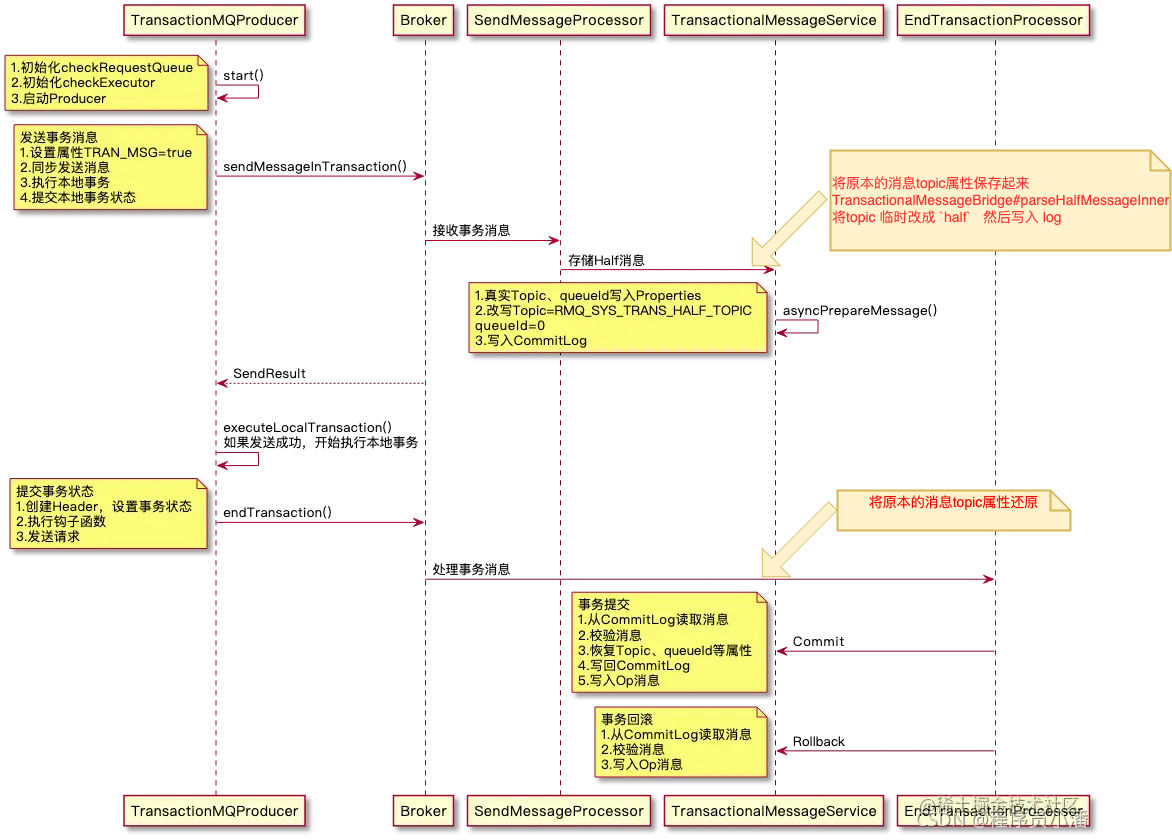 TransactionMQProducer
Broker
SendMessageProcessor
TransactionalMessageService
EndTransactionProcessor
1.初始化checkRequestQueue
2.初始化checkExecutor
3.启动Producer
start()
发送事务消息
1.设置属性TRAN_MSG=true
2.同步发送消息
3.执行本地事务
4.提交本地事务状态
sendMessageInTransaction()
将原本的消息topic属性保存起来
TransactionalMessageBridge#parseHalfMessageInner
将topic 临时改成 `half` 然后写入 log
接收事务消息
存储Half消息
1.真实Topic、queueId写入Properties
2.改写Topic=RMQ_SYS_TRANS_HALF_TOPIC
queueId=0
3.写入CommitLog
asyncPrepareMessage()
SendResult
executeLocalTransaction()
如果发送成功，开始执行本地事务
提交事务状态
1.创建Header，设置事务状态
2.执行钩子函数
3.发送请求
endTransaction()
将原本的消息topic属性还原
处理事务消息
事务提交
1.从CommitLog读取消息
2.校验消息
3.恢复Topic、queueId等属性
4.写回CommitLog
5.写入Op消息
Commit
事务回滚
1.从CommitLog读取消息
2.校验消息
3.写入Op消息
Rollback
TransactionMQProducer
Broker
SendMessageProcessor
TransactionalMessageService
EndTransactionProcessor
@稀土掘金技术社区
CSDN @程序员小潘